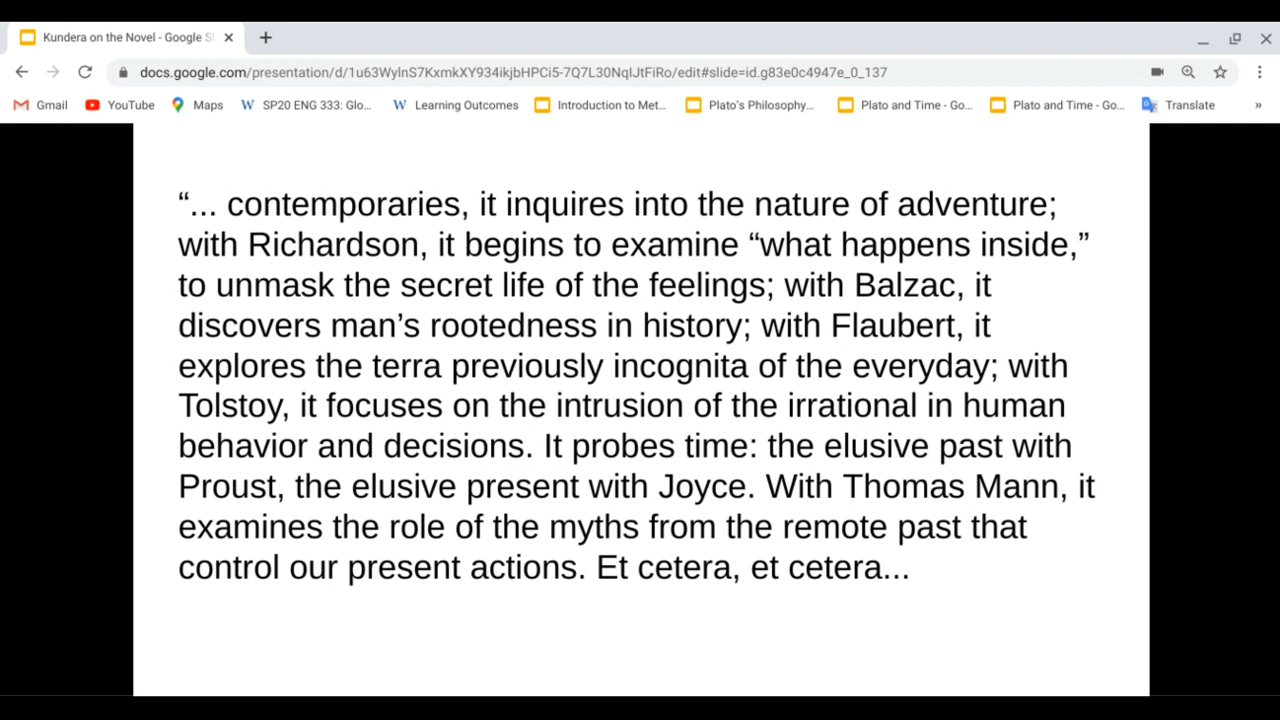 Kundera on the Novel - Google Sl
docs.google.com/presentation/d/1u63WylnS7KxmkXY934ikjbHPCi5-7Q7L30NqIJtFiRo/edit#slide=id.g83e0c4947e_0_137
Gmail YouTube Maps SP20 ENG 333: Glo... Learning Outcomes Introduction to Met... Plato's Philosophy... Plato and Time - Go... Plato and Time - Go... Translate »
“... contemporaries, it inquires into the nature of adventure;
with Richardson, it begins to examine “what happens inside,”
to unmask the secret life of the feelings; with Balzac, it
discovers man’s rootedness in history; with Flaubert, it
explores the terra previously incognita of the everyday; with
Tolstoy, it focuses on the intrusion of the irrational in human
behavior and decisions. It probes time: the elusive past with
Proust, the elusive present with Joyce. With Thomas Mann, it
examines the role of the myths from the remote past that
control our present actions. Et cetera, et cetera...